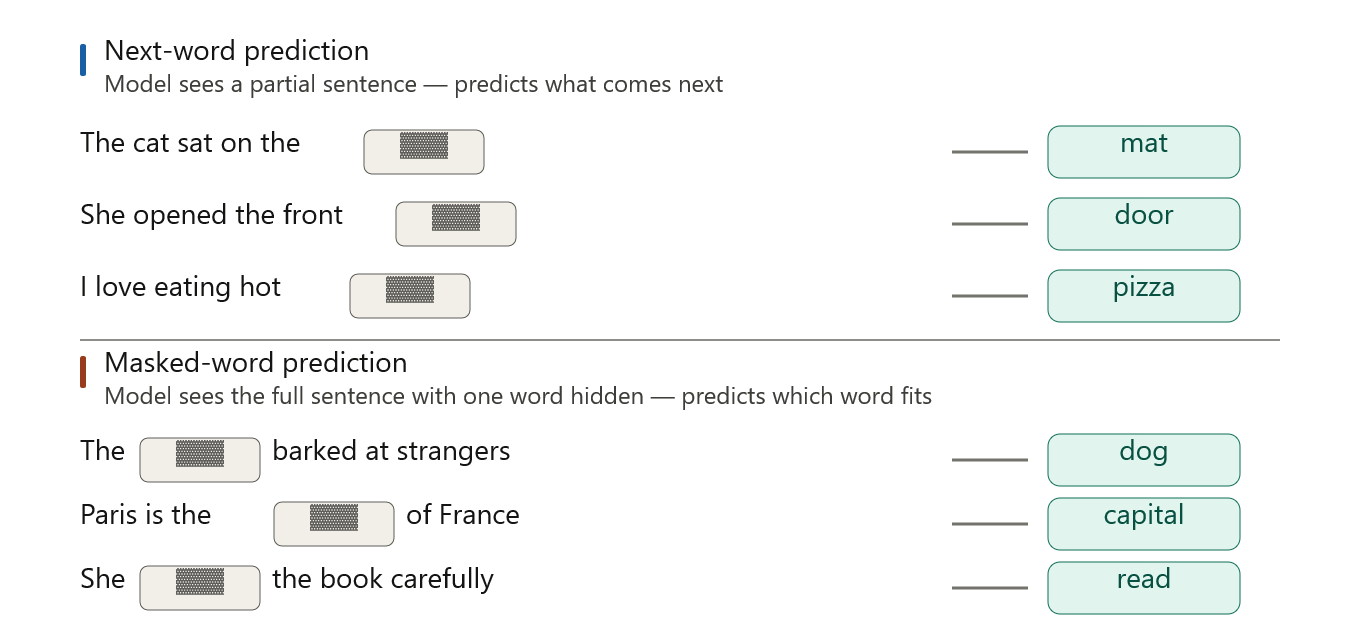 Next-word prediction
Model sees a partial sentence — predicts what comes next
The cat sat on the mat
She opened the front door
I love eating hot pizza
Masked-word prediction
Model sees the full sentence with one word hidden — predicts which word fits
The barked at strangers dog
Paris is the of France capital
She the book carefully read